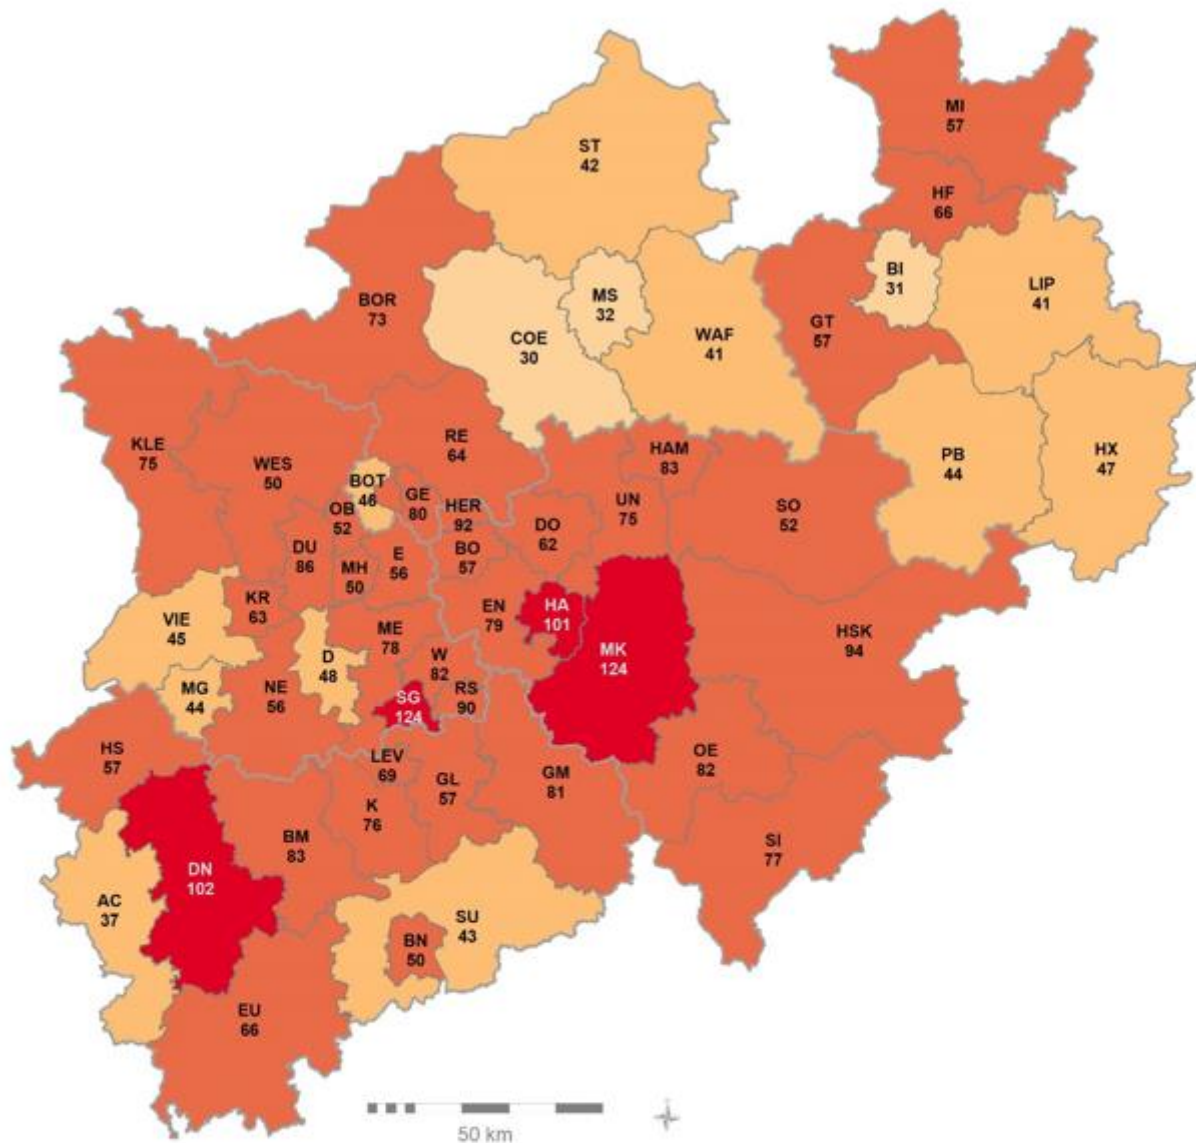 MI
57
ST
42
HF
66
BI
31
LIP
41
MS
32
BOR
73
GT
57
COE
30
WAF
41
KLE
75
RE
64
HAM
83
WES
50
PB
44
HX
47
BOT
46
GE
80
HER
92
UN
75
SO
52
OB
52
DO
62
DU
86
BO
57
E
56
MH
50
KR
63
EN
79
HA
101
VIE
45
ME
78
HSK
94
MK
124
W
82
D
48
MG
44
NE
56
SG
124
RS
90
HS
57
LEV
69
GL
57
GM
81
OE
82
K
76
BM
83
SI
77
DN
102
AC
37
SU
43
BN
50
EU
66
50 km